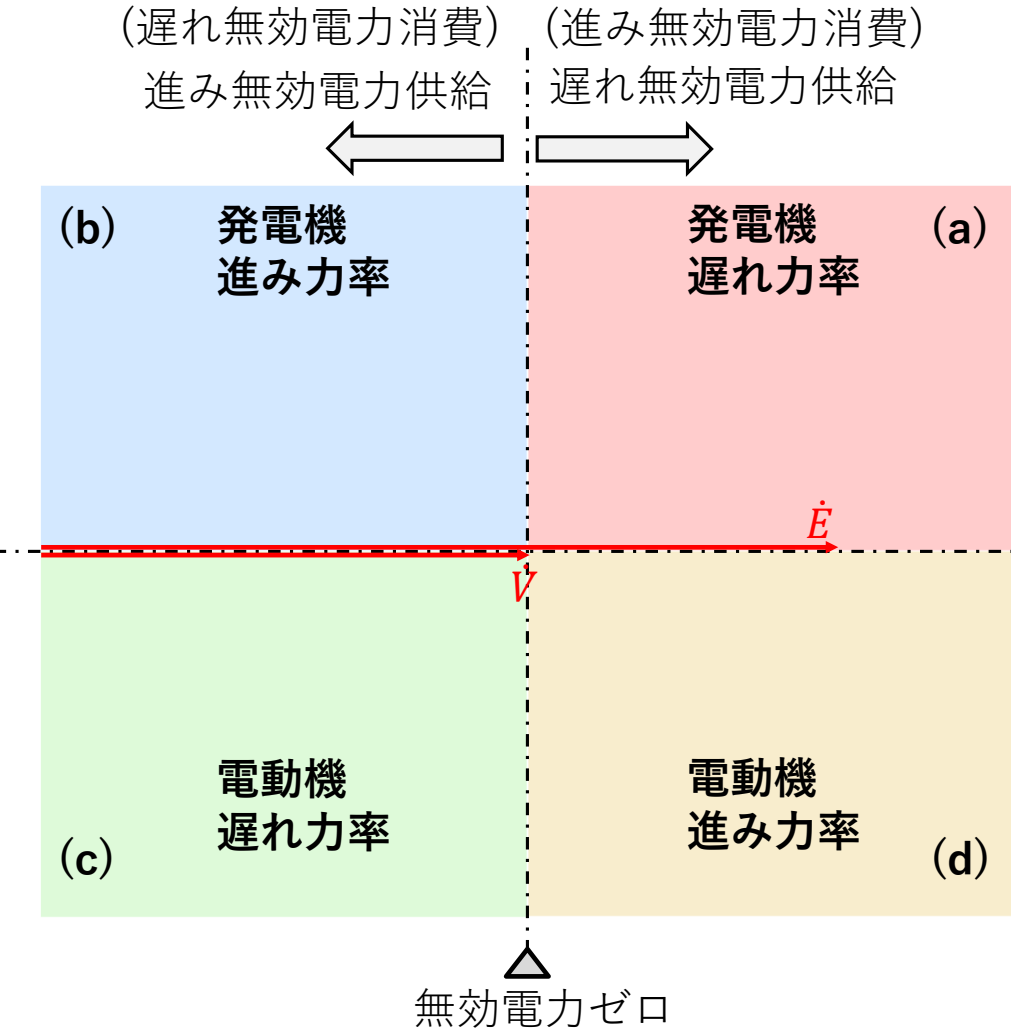 (遅れ無効電力消費)
進み無効電力供給
(進み無効電力消費)
遅れ無効電力供給
(b)
発電機
進み力率
発電機
遅れ力率
(a)
Ė
V̇
電動機
遅れ力率
(c)
電動機
進み力率
(d)
無効電力ゼロ